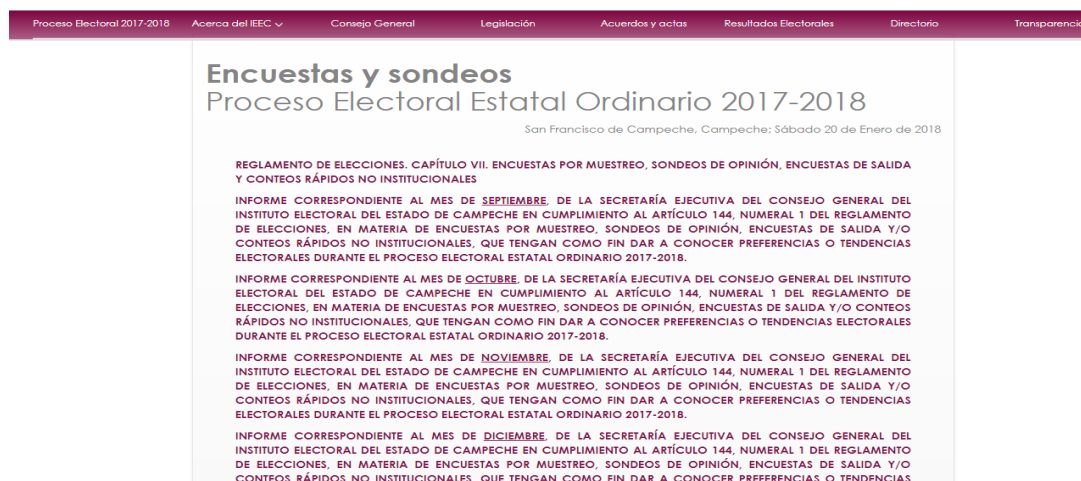 Proceso Electoral 2017-2018 Acerca del IEEC Consejo General Legislación Acuerdos y actas Resultados Electorales Directorio Transparencia
Encuestas y sondeos
Proceso Electoral Estatal Ordinario 2017-2018
San Francisco de Campeche, Campeche; Sábado 20 de Enero de 2018
REGLAMENTO DE ELECCIONES. CAPÍTULO VII. ENCUESTAS POR MUESTREO, SONDEOS DE OPINIÓN, ENCUESTAS DE SALIDA
Y CONTEOS RÁPIDOS NO INSTITUCIONALES
INFORME CORRESPONDIENTE AL MES DE SEPTIEMBRE, DE LA SECRETARÍA EJECUTIVA DEL CONSEJO GENERAL DEL
INSTITUTO ELECTORAL DEL ESTADO DE CAMPECHE EN CUMPLIMIENTO AL ARTÍCULO 144, NUMERAL 1 DEL REGLAMENTO
DE ELECCIONES, EN MATERIA DE ENCUESTAS POR MUESTREO, SONDEOS DE OPINIÓN, ENCUESTAS DE SALIDA Y/O
CONTEOS RÁPIDOS NO INSTITUCIONALES, QUE TENGAN COMO FIN DAR A CONOCER PREFERENCIAS O TENDENCIAS
ELECTORALES DURANTE EL PROCESO ELECTORAL ESTATAL ORDINARIO 2017-2018.
INFORME CORRESPONDIENTE AL MES DE OCTUBRE, DE LA SECRETARÍA EJECUTIVA DEL CONSEJO GENERAL DEL INSTITUTO
ELECTORAL DEL ESTADO DE CAMPECHE EN CUMPLIMIENTO AL ARTÍCULO 144, NUMERAL 1 DEL REGLAMENTO DE
ELECCIONES, EN MATERIA DE ENCUESTAS POR MUESTREO, SONDEOS DE OPINIÓN, ENCUESTAS DE SALIDA Y/O CONTEOS
RÁPIDOS NO INSTITUCIONALES, QUE TENGAN COMO FIN DAR A CONOCER PREFERENCIAS O TENDENCIAS ELECTORALES
DURANTE EL PROCESO ELECTORAL ESTATAL ORDINARIO 2017-2018.
INFORME CORRESPONDIENTE AL MES DE NOVIEMBRE, DE LA SECRETARÍA EJECUTIVA DEL CONSEJO GENERAL DEL
INSTITUTO ELECTORAL DEL ESTADO DE CAMPECHE EN CUMPLIMIENTO AL ARTÍCULO 144, NUMERAL 1 DEL REGLAMENTO
DE ELECCIONES, EN MATERIA DE ENCUESTAS POR MUESTREO, SONDEOS DE OPINIÓN, ENCUESTAS DE SALIDA Y/O
CONTEOS RÁPIDOS NO INSTITUCIONALES, QUE TENGAN COMO FIN DAR A CONOCER PREFERENCIAS O TENDENCIAS
ELECTORALES DURANTE EL PROCESO ELECTORAL ESTATAL ORDINARIO 2017-2018.
INFORME CORRESPONDIENTE AL MES DE DICIEMBRE, DE LA SECRETARÍA EJECUTIVA DEL CONSEJO GENERAL DEL
INSTITUTO ELECTORAL DEL ESTADO DE CAMPECHE EN CUMPLIMIENTO AL ARTÍCULO 144, NUMERAL 1 DEL REGLAMENTO
DE ELECCIONES, EN MATERIA DE ENCUESTAS POR MUESTREO, SONDEOS DE OPINIÓN, ENCUESTAS DE SALIDA Y/O
CONTEOS RÁPIDOS NO INSTITUCIONALES, QUE TENGAN COMO FIN DAR A CONOCER PREFERENCIAS O TENDENCIAS